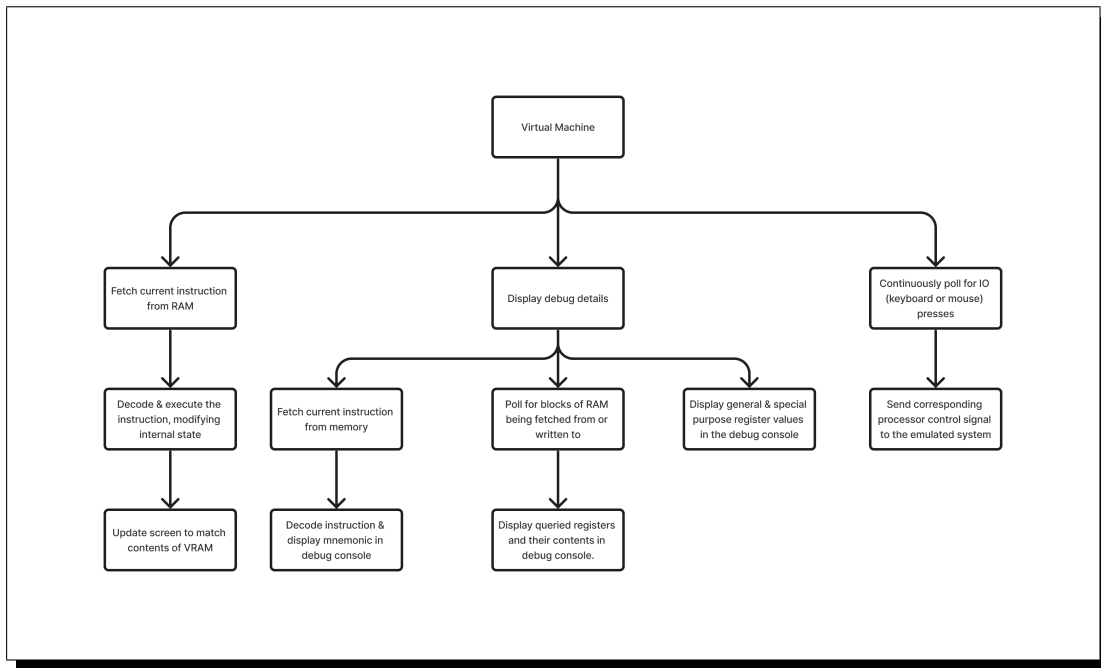 Virtual Machine
Fetch current instruction
from RAM
Display debug details
Continuously poll for IO
(keyboard or mouse)
presses
Decode & execute the
instruction, modifying
internal state
Fetch current instruction
from memory
Poll for blocks of RAM
being fetched from or
written to
Display general & special
purpose register values
in the debug console
Send corresponding
processor control signal
to the emulated system
Update screen to match
contents of VRAM
Decode instruction &
display mnemonic in
debug console
Display queried registers
and their contents in
debug console.